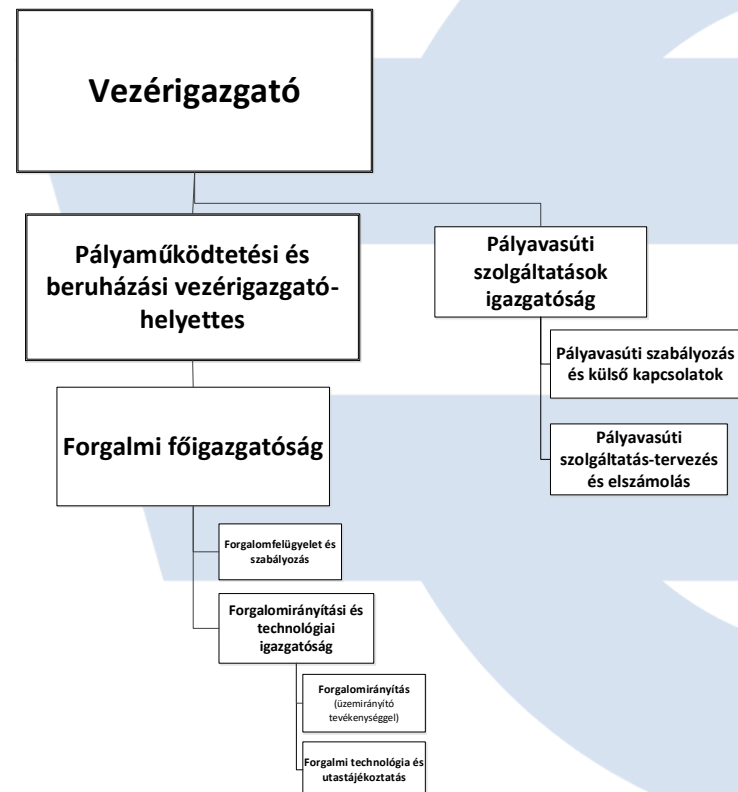 Vezérigazgató
Pályaműködtetési és
beruházási vezérigazgató-
helyettes
Forgalmi főigazgatóság
Forgalomfelügyelet és
szabályozás
Forgalomirányítási és
technológiai
igazgatóság
Forgalomirányítás
(üzemirányító
tevékenységgel)
Forgalmi technológia és
utastájékoztatás
Pályavasúti
szolgáltatások
igazgatóság
Pályavasúti szabályozás
és külső kapcsolatok
Pályavasúti
szolgáltatás-tervezés
és elszámolás